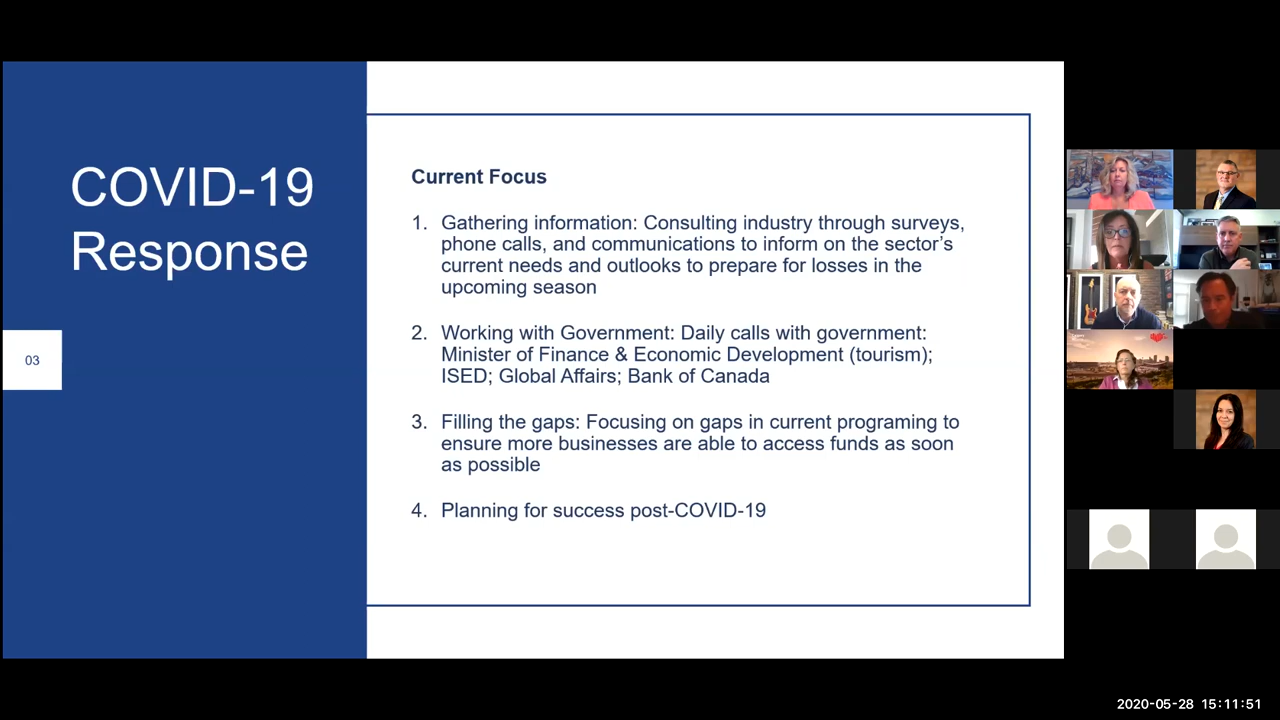 COVID-19
Response
03
Current Focus
1. Gathering information: Consulting industry through surveys,
phone calls, and communications to inform on the sector's
current needs and outlooks to prepare for losses in the
upcoming season
2. Working with Government: Daily calls with government:
Minister of Finance & Economic Development (tourism);
ISED; Global Affairs; Bank of Canada
3. Filling the gaps: Focusing on gaps in current programing to
ensure more businesses are able to access funds as soon
as possible
4. Planning for success post-COVID-19
2020-05-28 15:11:51